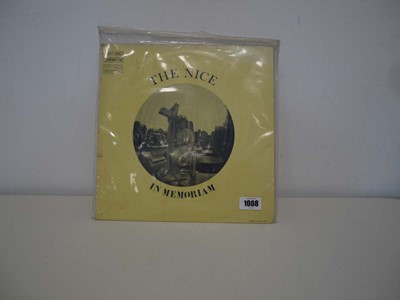 THE NICE
IN MEMORIAM
1008